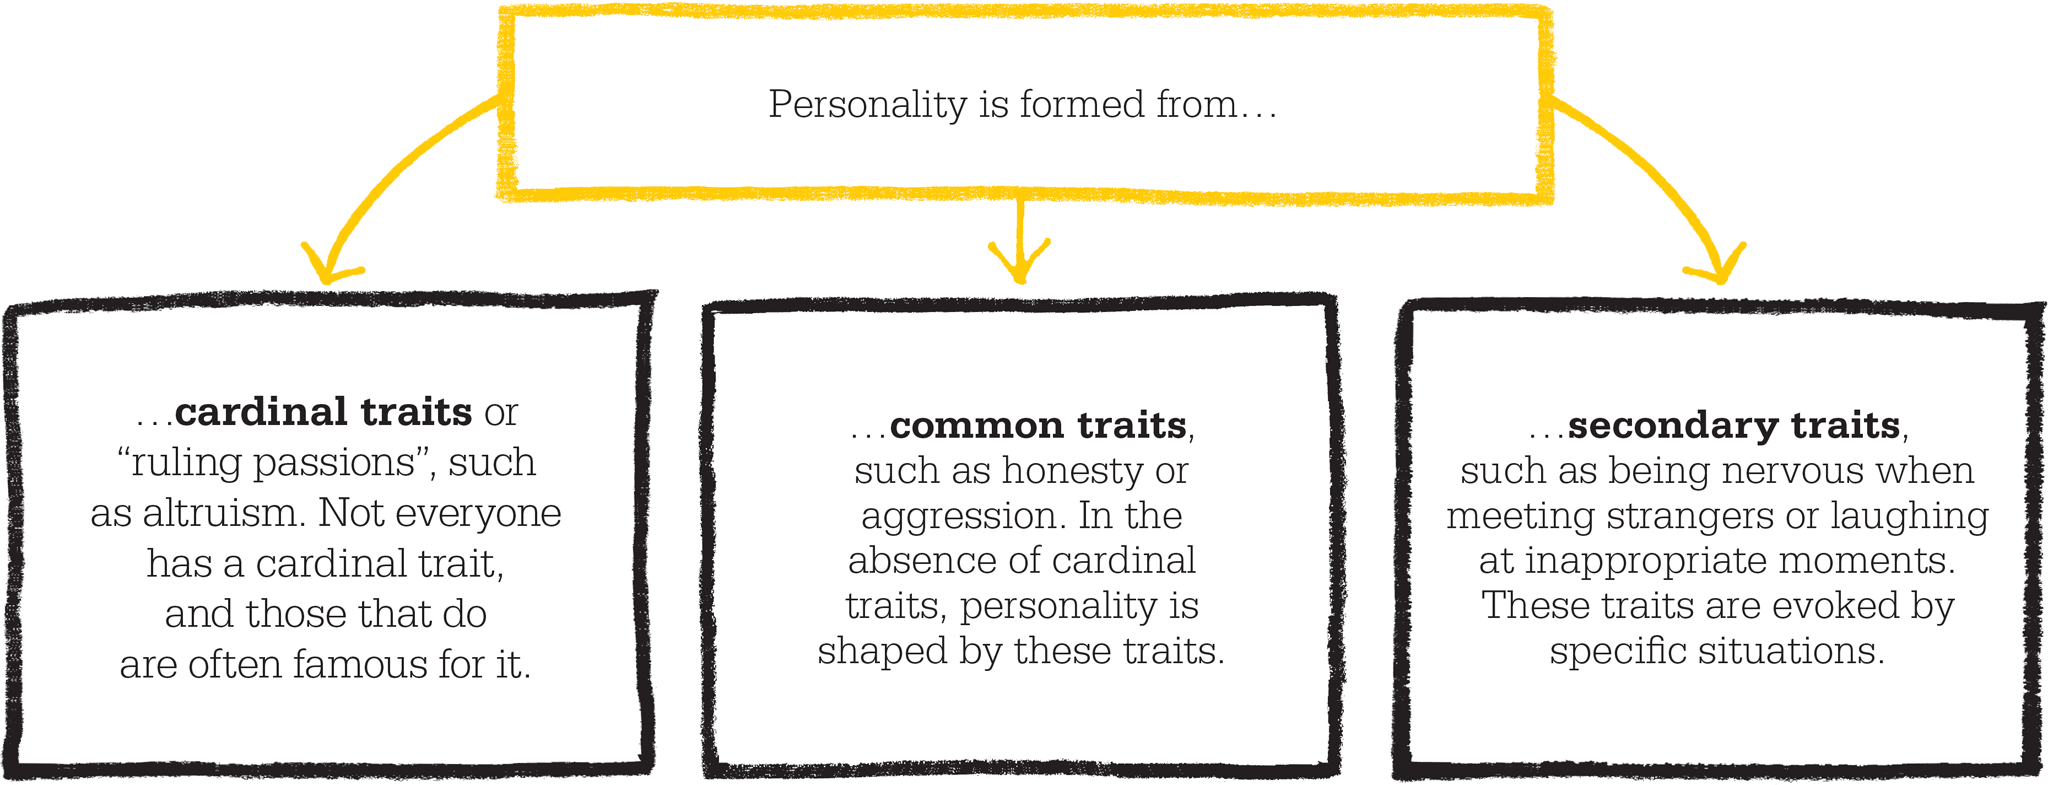 Personality is formed from…
…cardinal traits or
“ruling passions”, such
as altruism. Not everyone
has a cardinal trait,
and those that do
are often famous for it.
…common traits,
such as honesty or
aggression. In the
absence of cardinal
traits, personality is
shaped by these traits.
…secondary traits,
such as being nervous when
meeting strangers or laughing
at inappropriate moments.
These traits are evoked by
specific situations.